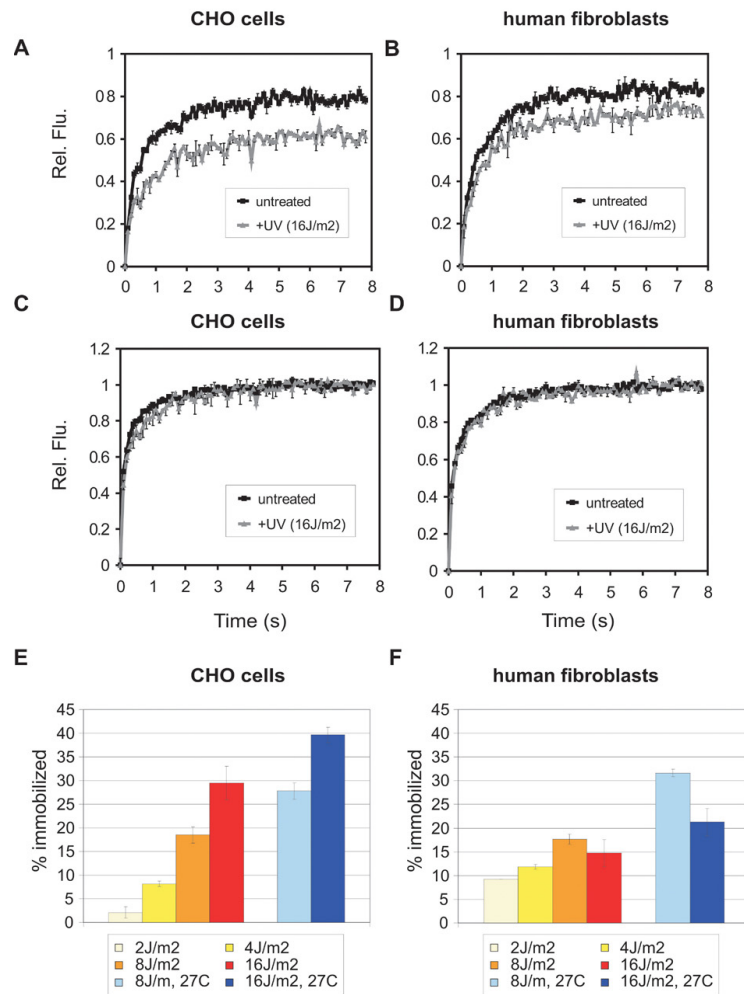 CHO cells
human fibroblasts
A
B
1
0.8
0.6
0.4
0.2
0
Rel. Flu.
untreated
+UV (16J/m2)
0 1 2 3 4 5 6 7 8
1
0.8
0.6
0.4
0.2
0
untreated
+UV (16J/m2)
0 1 2 3 4 5 6 7 8
C
CHO cells
D
human fibroblasts
1.2
1
0.8
0.6
0.4
0.2
0
Rel. Flu.
untreated
+UV (16J/m2)
0 1 2 3 4 5 6 7 8
Time (s)
1.2
1
0.8
0.6
0.4
0.2
0
untreated
+UV (16J/m2)
0 1 2 3 4 5 6 7 8
Time (s)
E
CHO cells
F
human fibroblasts
45
40
35
30
25
20
15
10
5
0
% immobilized
2J/m2 4J/m2
8J/m2 16J/m2
8J/m, 27C 16J/m2, 27C
45
40
35
30
25
20
15
10
5
0
% immobilized
2J/m2 4J/m2
8J/m2 16J/m2
8J/m, 27C 16J/m2, 27C